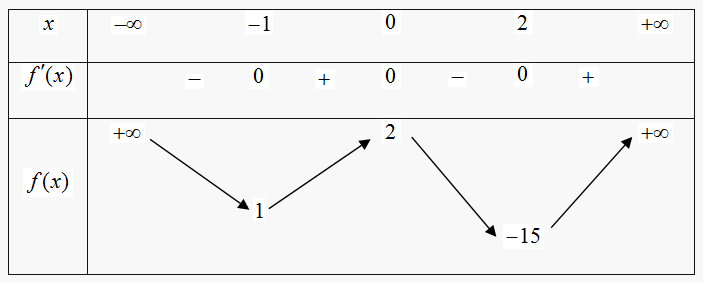 x −∞ −1 0 2 +∞
f′(x) − 0 + 0 − 0 +
+∞ 2 +∞
f(x)
1
−15